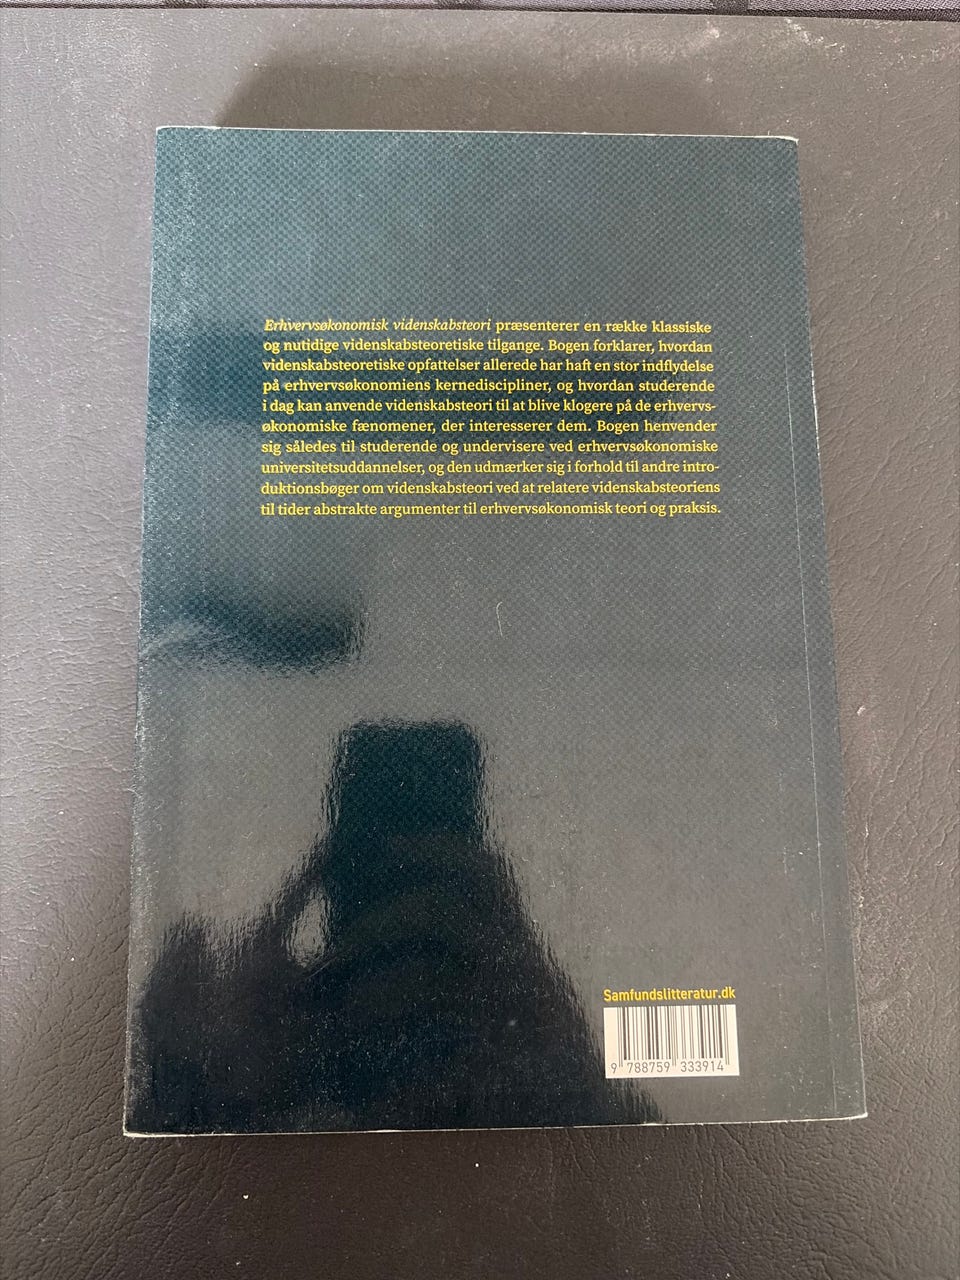 Erhvervsøkonomisk videnskabsteori præsenterer en række klassiske
og nutidige videnskabsteoretiske tilgange. Bogen forklarer, hvordan
videnskabsteoretiske opfattelser allerede har haft en stor indflydelse
på erhvervsøkonomiens kernediscipliner, og hvordan studerende
i dag kan anvende videnskabsteori til at blive klogere på de erhvervs-
økonomiske fænomener, der interesserer dem. Bogen henvender
sig således til studerende og undervisere ved erhvervsøkonomiske
universitetsuddannelser, og den udmærker sig i forhold til andre intro-
duktionsbøger om videnskabsteori ved at relatere videnskabsteoriens
til tider abstrakte argumenter til erhvervsøkonomisk teori og praksis.
Samfundslitteratur.dk
9 788759 333914